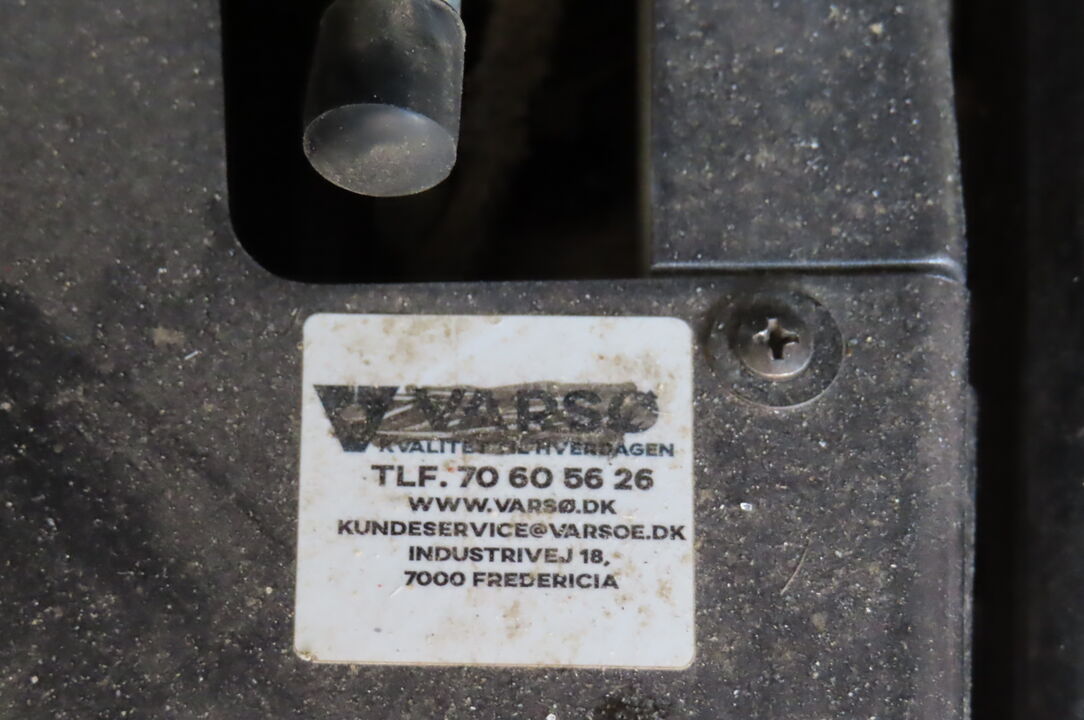 VARSØ
KVALITET TIL HVERDAGEN
TLF. 70 60 56 26
WWW.VARSØ.DK
KUNDESERVICE@VARSOE.DK
INDUSTRIVEJ 18,
7000 FREDERICIA